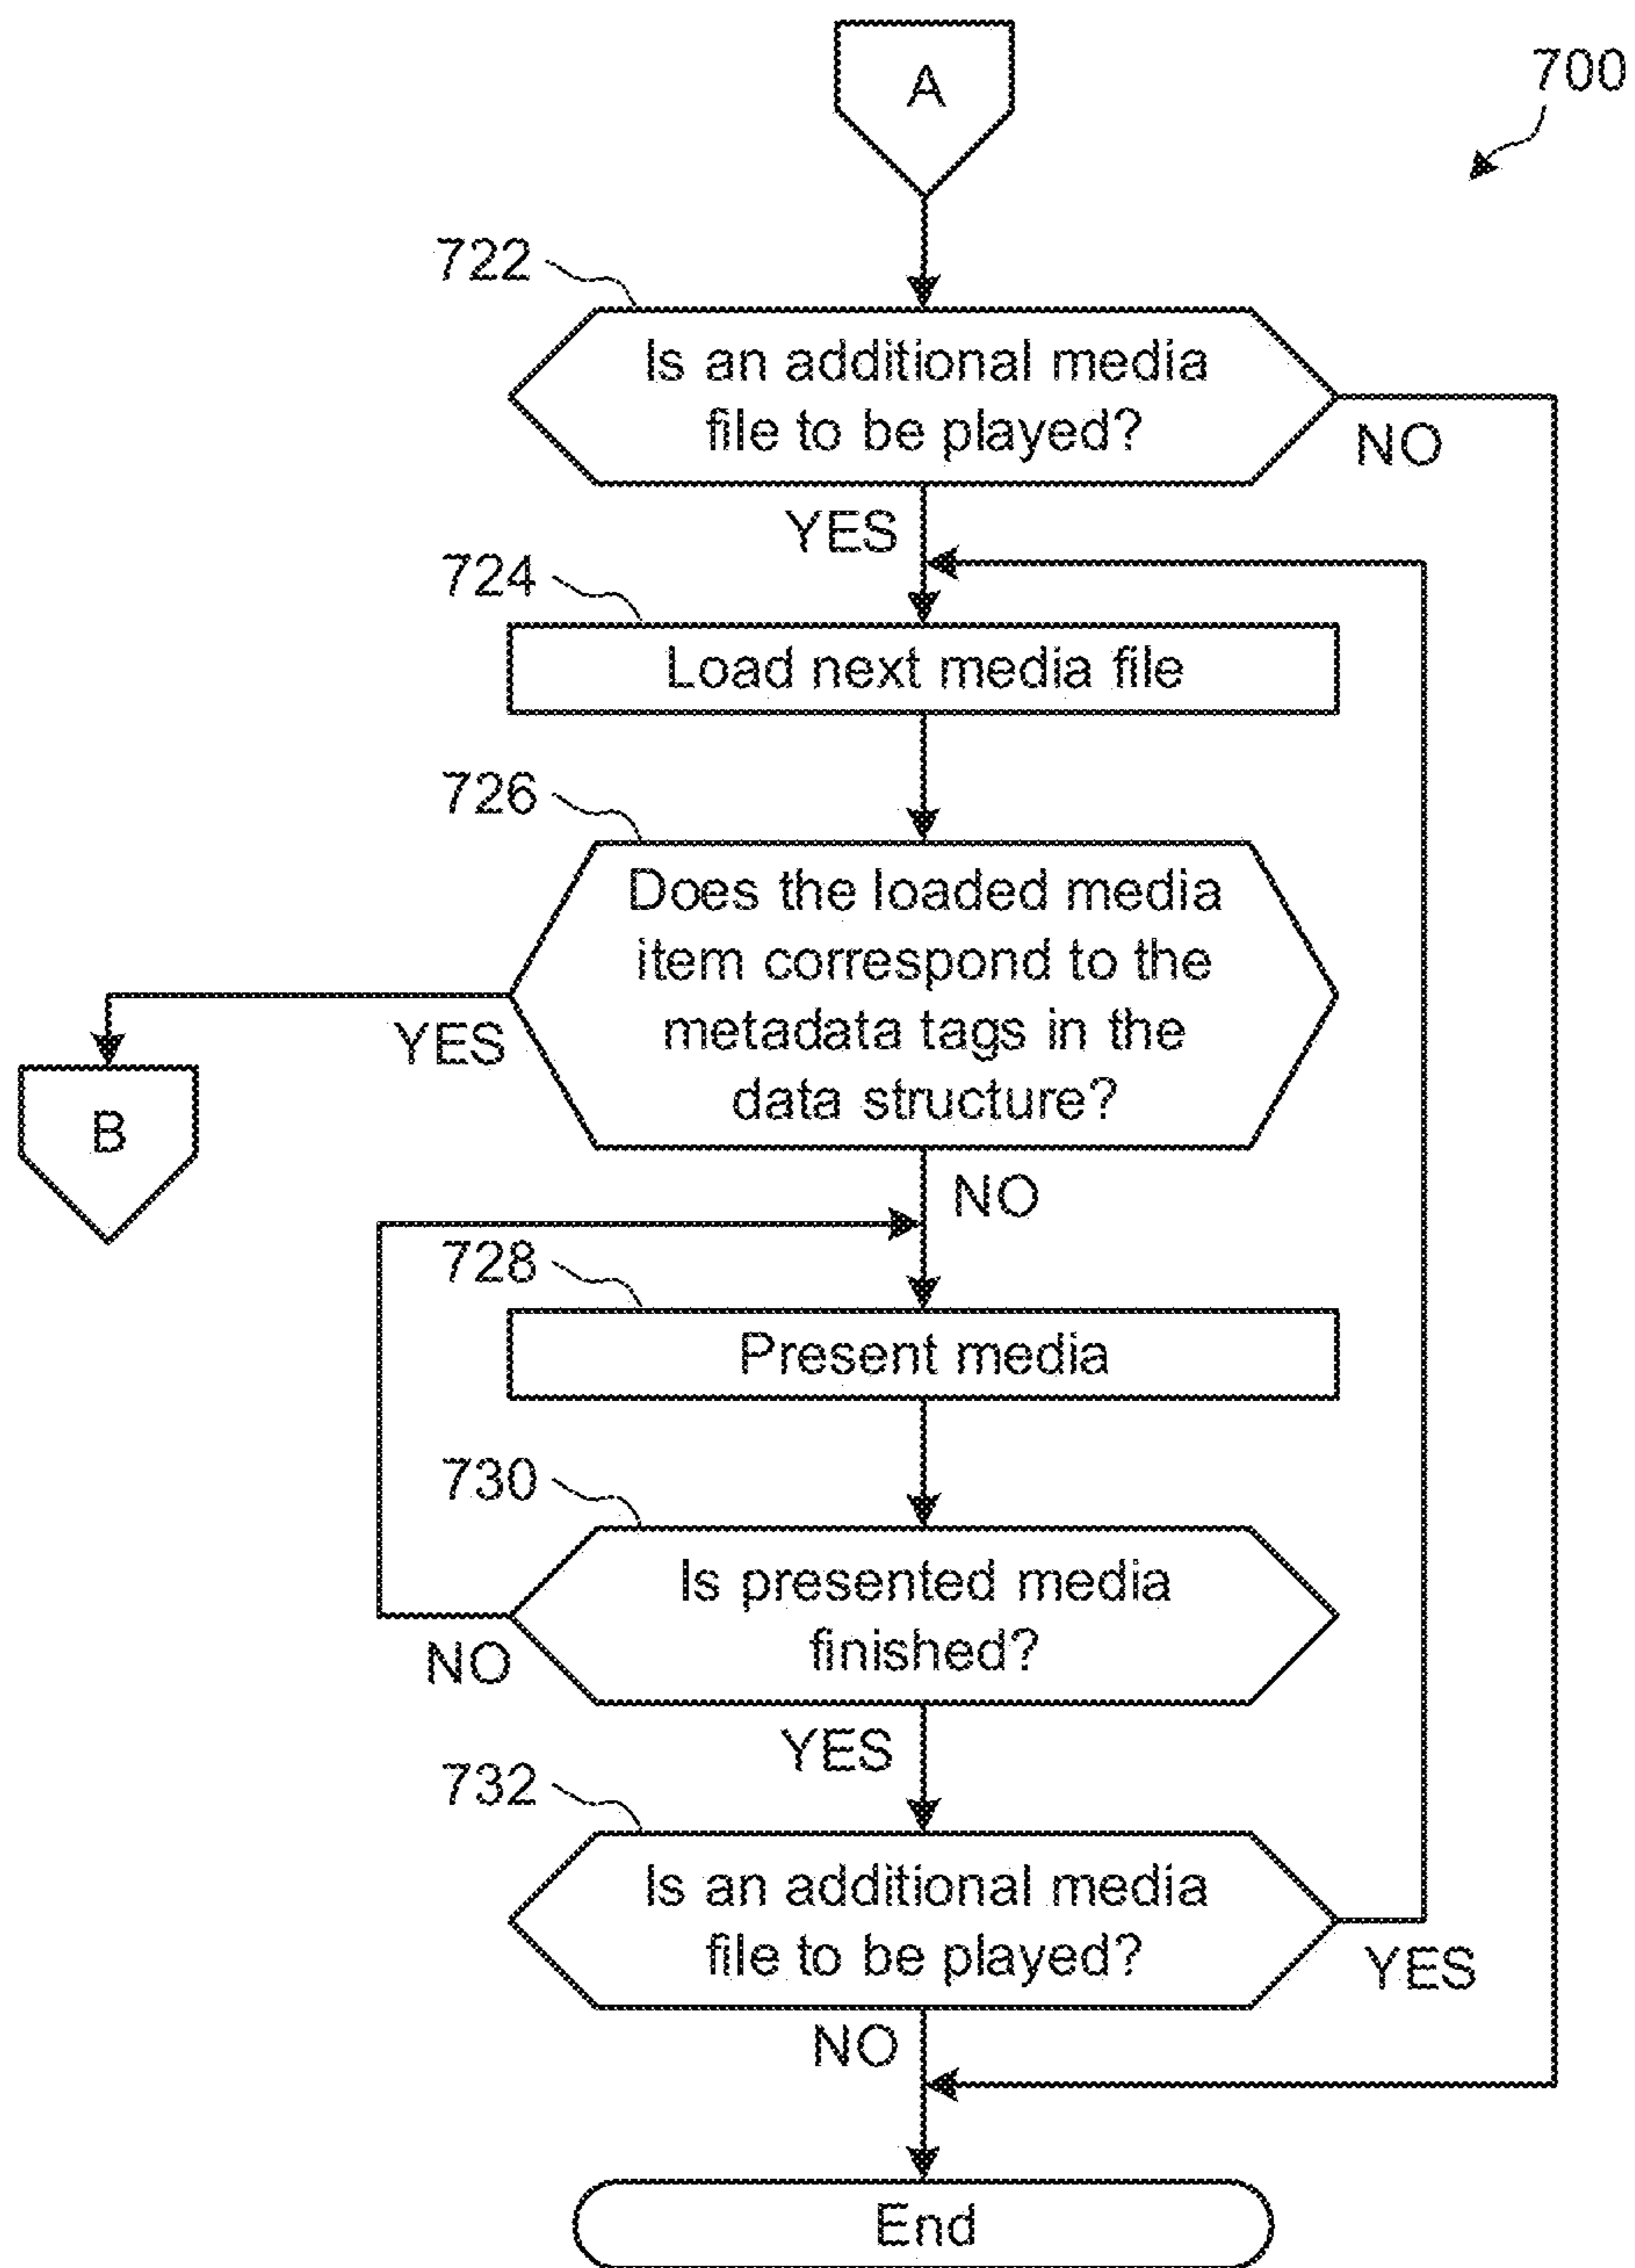 A
700
722
Is an additional media
file to be played?
NO
YES
724
Load next media file
726
Does the loaded media
item correspond to the
metadata tags in the
data structure?
YES
B
NO
728
Present media
730
Is presented media
finished?
NO
YES
732
Is an additional media
file to be played?
YES
NO
End